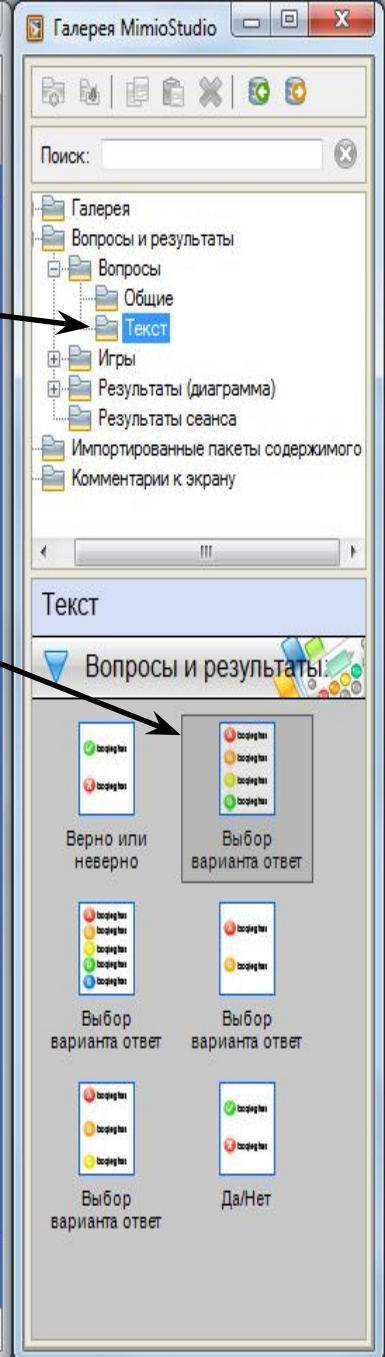 Галерея MimioStudio
Поиск:
Галерея
Вопросы и результаты
Вопросы
Общие
Текст
Игры
Результаты (диаграмма)
Результаты сеанса
Импортированные пакеты содержимого
Комментарии к экрану
Текст
Вопросы и результаты:
Верно или
неверно
Выбор
варианта ответ
Выбор
варианта ответ
Выбор
варианта ответ
Выбор
варианта ответ
Да/Нет